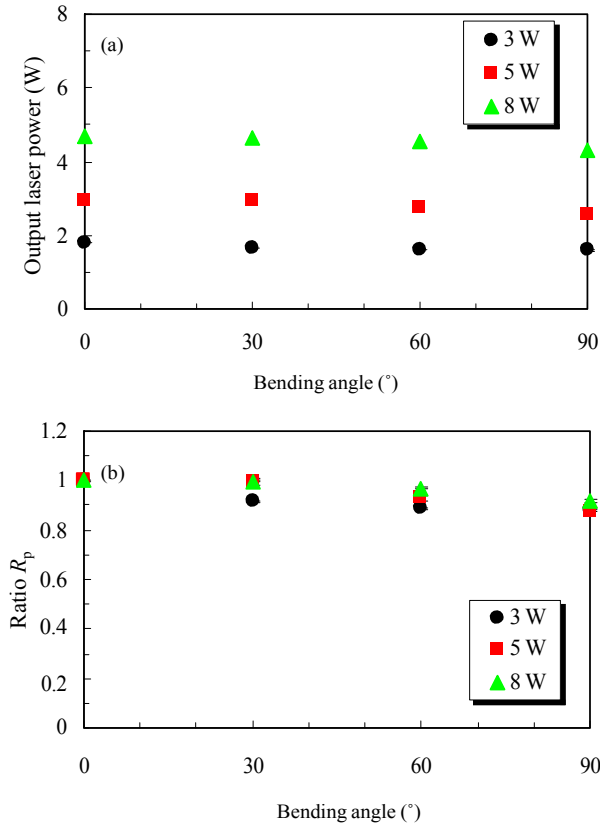 (a)
3 W
5 W
8 W
Output laser power (W)
8
6
4
2
0
0 30 60 90
Bending angle (˚)
(b)
Ratio Rp
1.2
1
0.8
0.6
0.4
0.2
0
3 W
5 W
8 W
0 30 60 90
Bending angle (˚)